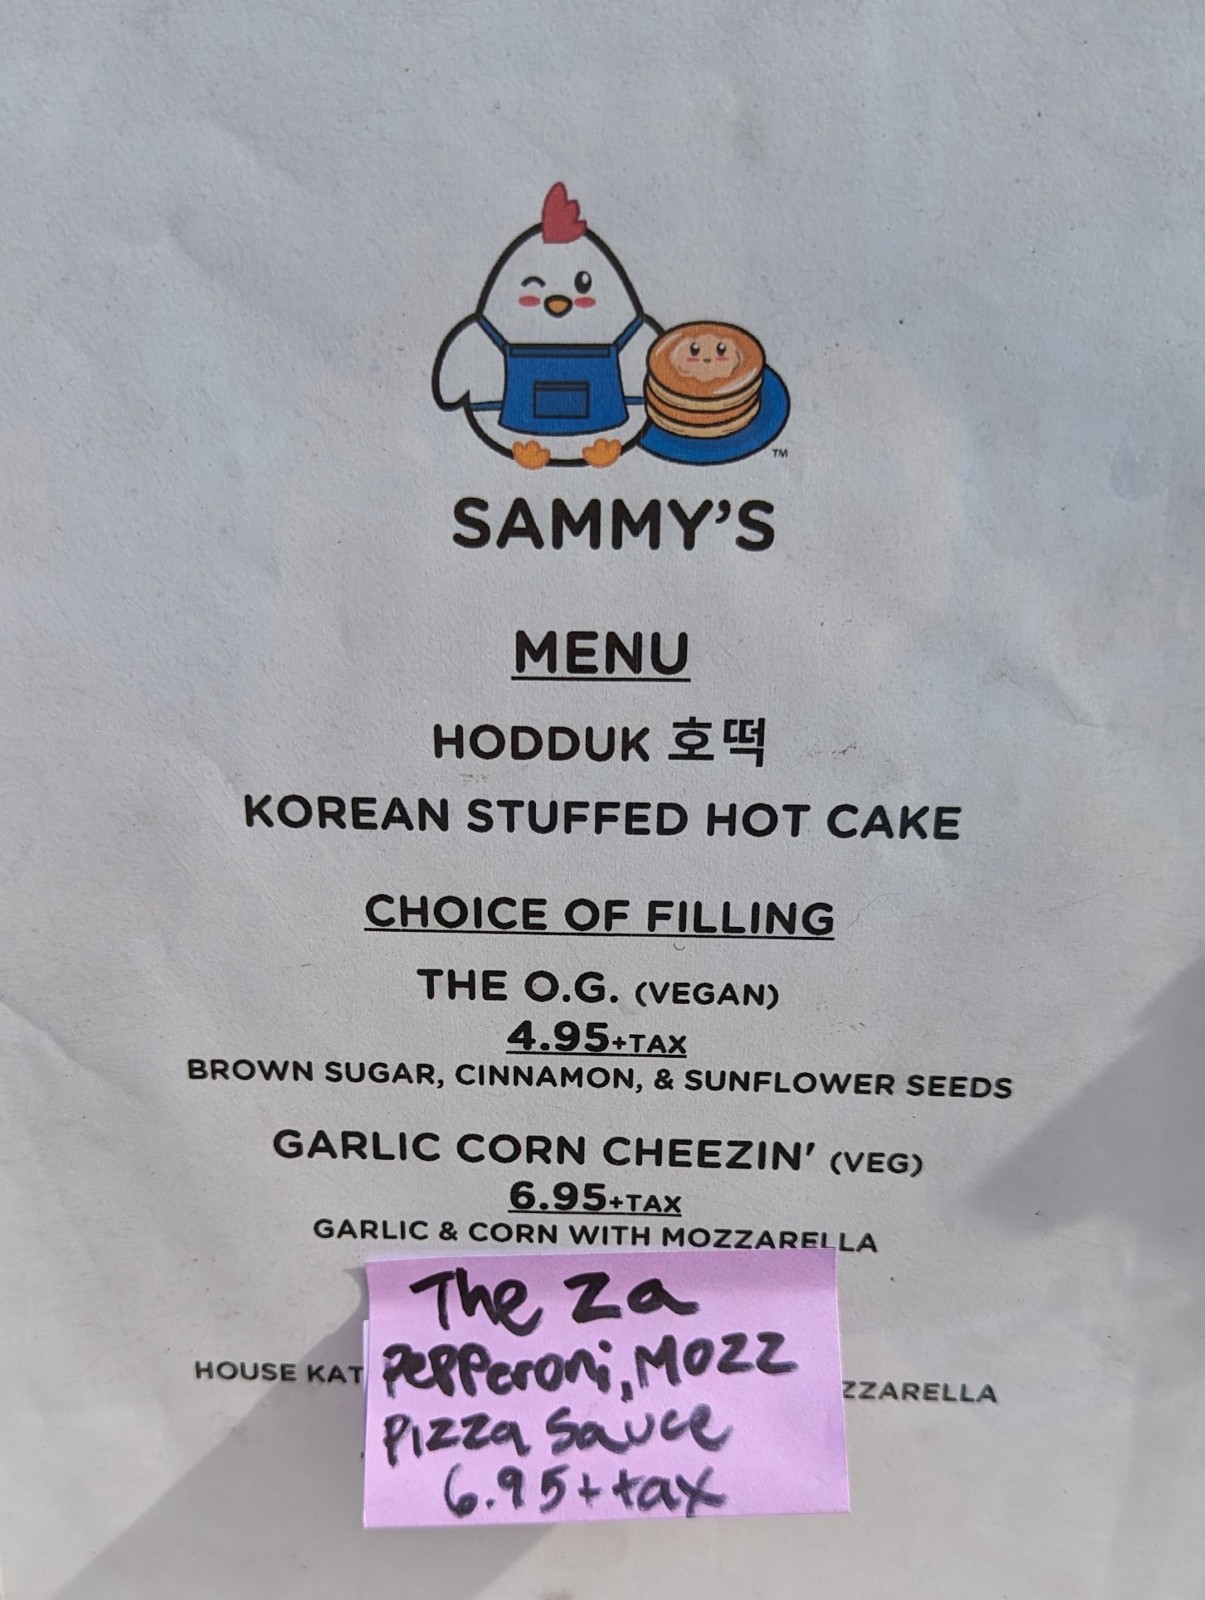 TM
SAMMY'S
MENU
HODDUK 호떡
KOREAN STUFFED HOT CAKE
CHOICE OF FILLING
THE O.G. (VEGAN)
4.95+TAX
BROWN SUGAR, CINNAMON, & SUNFLOWER SEEDS
GARLIC CORN CHEEZIN' (VEG)
6.95+TAX
GARLIC & CORN WITH MOZZARELLA
The Za
Pepperoni, Mozz
Pizza Sauce
6.95+tax
HOUSE KAT ZZARELLA